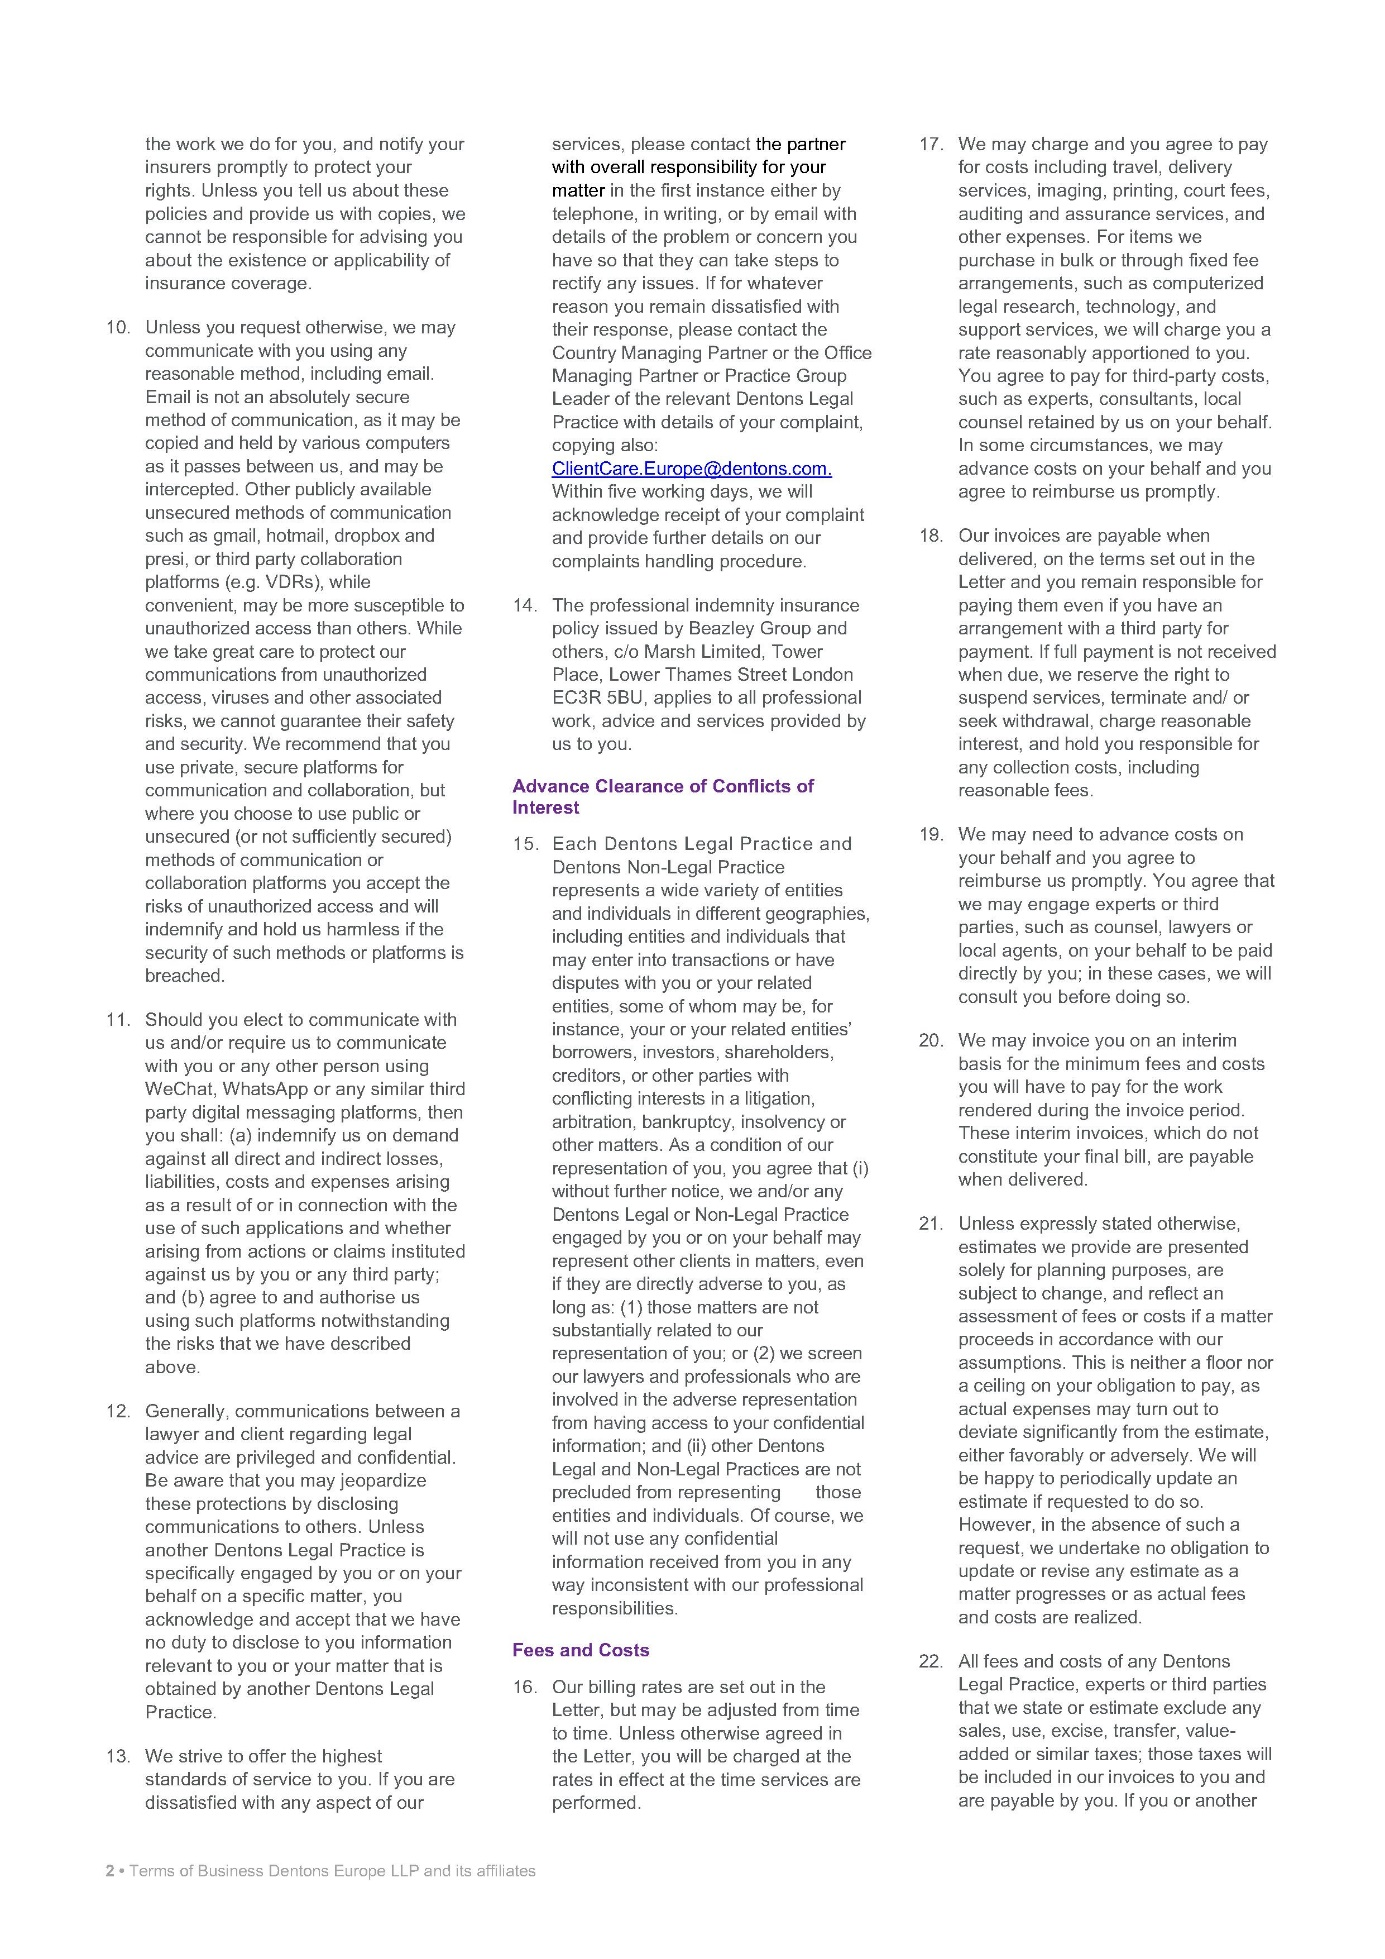 the work we do for you, and notify your
insurers promptly to protect your
rights. Unless you tell us about these
policies and provide us with copies, we
cannot be responsible for advising you
about the existence or applicability of
insurance coverage.
10. Unless you request otherwise, we may
communicate with you using any
reasonable method, including email.
Email is not an absolutely secure
method of communication, as it may be
copied and held by various computers
as it passes between us, and may be
intercepted. Other publicly available
unsecured methods of communication
such as gmail, hotmail, dropbox and
presi, or third party collaboration
platforms (e.g. VDRs), while
convenient, may be more susceptible to
unauthorized access than others. While
we take great care to protect our
communications from unauthorized
access, viruses and other associated
risks, we cannot guarantee their safety
and security. We recommend that you
use private, secure platforms for
communication and collaboration, but
where you choose to use public or
unsecured (or not sufficiently secured)
methods of communication or
collaboration platforms you accept the
risks of unauthorized access and will
indemnify and hold us harmless if the
security of such methods or platforms is
breached.
11. Should you elect to communicate with
us and/or require us to communicate
with you or any other person using
WeChat, WhatsApp or any similar third
party digital messaging platforms, then
you shall: (a) indemnify us on demand
against all direct and indirect losses,
liabilities, costs and expenses arising
as a result of or in connection with the
use of such applications and whether
arising from actions or claims instituted
against us by you or any third party;
and (b) agree to and authorise us
using such platforms notwithstanding
the risks that we have described
above.
12. Generally, communications between a
lawyer and client regarding legal
advice are privileged and confidential.
Be aware that you may jeopardize
these protections by disclosing
communications to others. Unless
another Dentons Legal Practice is
specifically engaged by you or on your
behalf on a specific matter, you
acknowledge and accept that we have
no duty to disclose to you information
relevant to you or your matter that is
obtained by another Dentons Legal
Practice.
13. We strive to offer the highest
standards of service to you. If you are
dissatisfied with any aspect of our
services, please contact the partner
with overall responsibility for your
matter in the first instance either by
telephone, in writing, or by email with
details of the problem or concern you
have so that they can take steps to
rectify any issues. If for whatever
reason you remain dissatisfied with
their response, please contact the
Country Managing Partner or the Office
Managing Partner or Practice Group
Leader of the relevant Dentons Legal
Practice with details of your complaint,
copying also:
ClientCare.Europe@dentons.com.
Within five working days, we will
acknowledge receipt of your complaint
and provide further details on our
complaints handling procedure.
14. The professional indemnity insurance
policy issued by Beazley Group and
others, c/o Marsh Limited, Tower
Place, Lower Thames Street London
EC3R 5BU, applies to all professional
work, advice and services provided by
us to you.
Advance Clearance of Conflicts of
Interest
15. Each Dentons Legal Practice and
Dentons Non-Legal Practice
represents a wide variety of entities
and individuals in different geographies,
including entities and individuals that
may enter into transactions or have
disputes with you or your related
entities, some of whom may be, for
instance, your or your related entities’
borrowers, investors, shareholders,
creditors, or other parties with
conflicting interests in a litigation,
arbitration, bankruptcy, insolvency or
other matters. As a condition of our
representation of you, you agree that (i)
without further notice, we and/or any
Dentons Legal or Non-Legal Practice
engaged by you or on your behalf may
represent other clients in matters, even
if they are directly adverse to you, as
long as: (1) those matters are not
substantially related to our
representation of you; or (2) we screen
our lawyers and professionals who are
involved in the adverse representation
from having access to your confidential
information; and (ii) other Dentons
Legal and Non-Legal Practices are not
precluded from representing those
entities and individuals. Of course, we
will not use any confidential
information received from you in any
way inconsistent with our professional
responsibilities.
Fees and Costs
16. Our billing rates are set out in the
Letter, but may be adjusted from time
to time. Unless otherwise agreed in
the Letter, you will be charged at the
rates in effect at the time services are
performed.
17. We may charge and you agree to pay
for costs including travel, delivery
services, imaging, printing, court fees,
auditing and assurance services, and
other expenses. For items we
purchase in bulk or through fixed fee
arrangements, such as computerized
legal research, technology, and
support services, we will charge you a
rate reasonably apportioned to you.
You agree to pay for third-party costs,
such as experts, consultants, local
counsel retained by us on your behalf.
In some circumstances, we may
advance costs on your behalf and you
agree to reimburse us promptly.
18. Our invoices are payable when
delivered, on the terms set out in the
Letter and you remain responsible for
paying them even if you have an
arrangement with a third party for
payment. If full payment is not received
when due, we reserve the right to
suspend services, terminate and/ or
seek withdrawal, charge reasonable
interest, and hold you responsible for
any collection costs, including
reasonable fees.
19. We may need to advance costs on
your behalf and you agree to
reimburse us promptly. You agree that
we may engage experts or third
parties, such as counsel, lawyers or
local agents, on your behalf to be paid
directly by you; in these cases, we will
consult you before doing so.
20. We may invoice you on an interim
basis for the minimum fees and costs
you will have to pay for the work
rendered during the invoice period.
These interim invoices, which do not
constitute your final bill, are payable
when delivered.
21. Unless expressly stated otherwise,
estimates we provide are presented
solely for planning purposes, are
subject to change, and reflect an
assessment of fees or costs if a matter
proceeds in accordance with our
assumptions. This is neither a floor nor
a ceiling on your obligation to pay, as
actual expenses may turn out to
deviate significantly from the estimate,
either favorably or adversely. We will
be happy to periodically update an
estimate if requested to do so.
However, in the absence of such a
request, we undertake no obligation to
update or revise any estimate as a
matter progresses or as actual fees
and costs are realized.
22. All fees and costs of any Dentons
Legal Practice, experts or third parties
that we state or estimate exclude any
sales, use, excise, transfer, value-
added or similar taxes; those taxes will
be included in our invoices to you and
are payable by you. If you or another
2 • Terms of Business Dentons Europe LLP and its affiliates